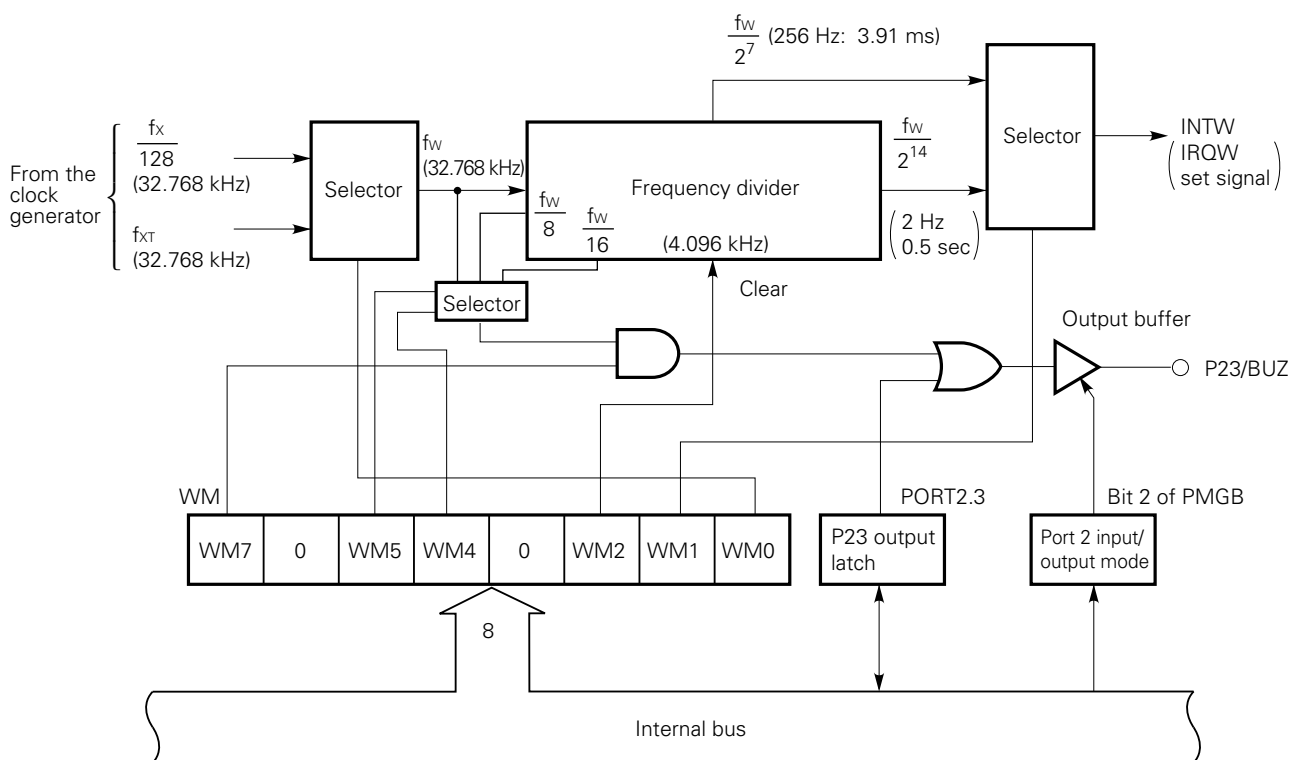 fW
2^7 (256 Hz: 3.91 ms)
From the
clock
generator
fX
128
(32.768 kHz)
fXT
(32.768 kHz)
Selector
fW
(32.768 kHz)
Frequency divider
fW
8
fW
16
(4.096 kHz)
fW
2^14
(2 Hz
0.5 sec)
Selector
INTW
(IRQW
set signal)
Selector
Clear
Output buffer
P23/BUZ
WM
PORT2.3
Bit 2 of PMGB
WM7
0
WM5
WM4
0
WM2
WM1
WM0
P23 output
latch
Port 2 input/
output mode
8
Internal bus